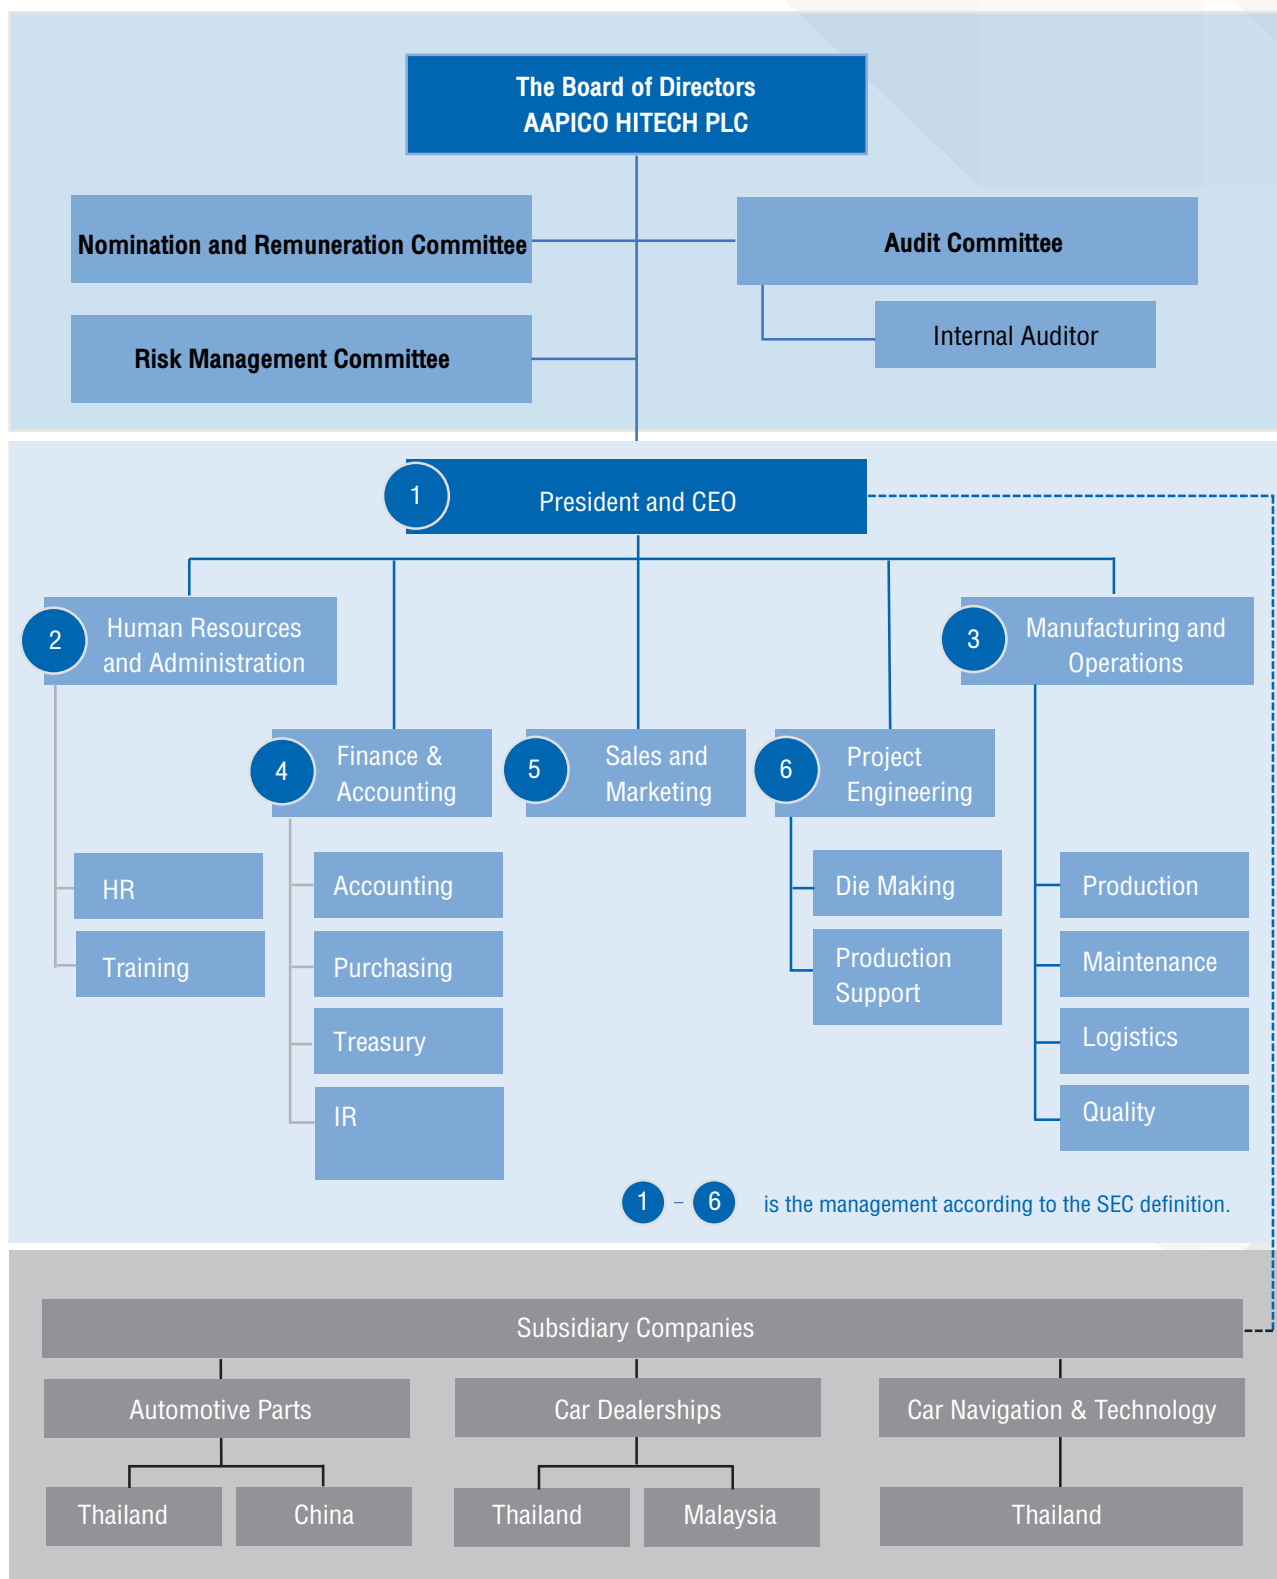 The Board of Directors
AAPICO HITECH PLC
Nomination and Remuneration Committee
Audit Committee
Internal Auditor
Risk Management Committee
1
President and CEO
2
Human Resources
and Administration
3
Manufacturing and
Operations
4
Finance &
Accounting
5
Sales and
Marketing
6
Project
Engineering
HR
Training
Accounting
Purchasing
Treasury
IR
Die Making
Production
Support
Production
Maintenance
Logistics
Quality
1 – 6 is the management according to the SEC definition.
Subsidiary Companies
Automotive Parts
Car Dealerships
Car Navigation & Technology
Thailand
China
Thailand
Malaysia
Thailand